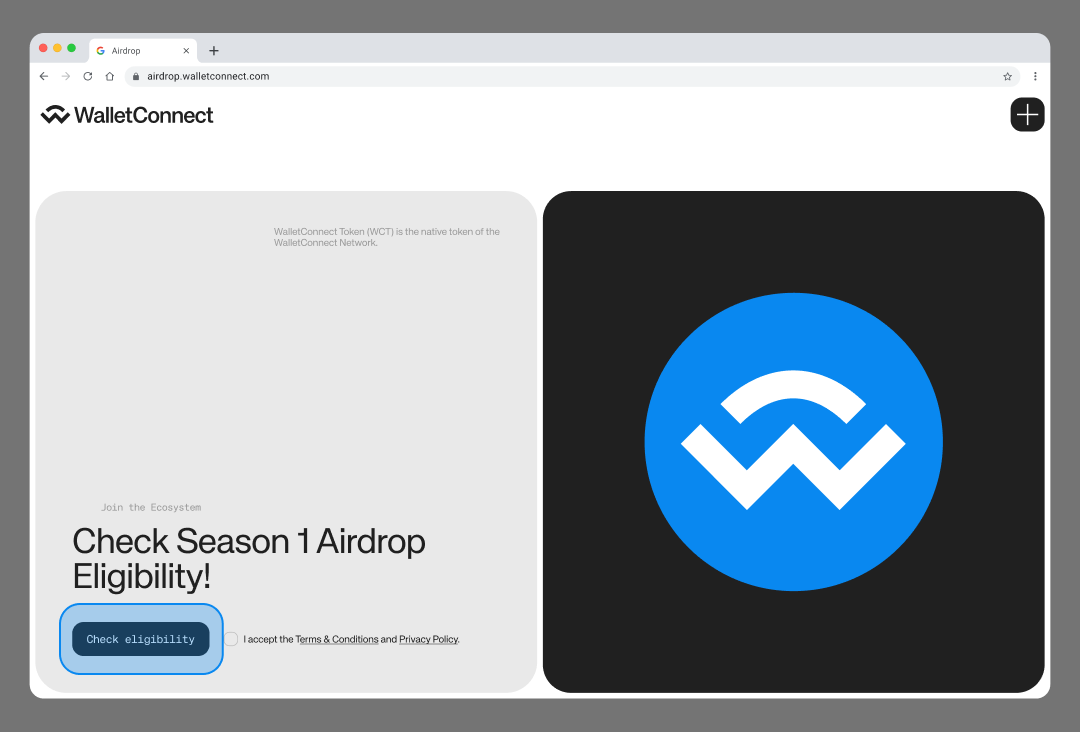 Airdrop
airdrop.walletconnect.com
WalletConnect
WalletConnect Token (WCT) is the native token of the
WalletConnect Network.
Join the Ecosystem
Check Season 1 Airdrop
Eligibility!
Check eligibility
I accept the Terms & Conditions and Privacy Policy.